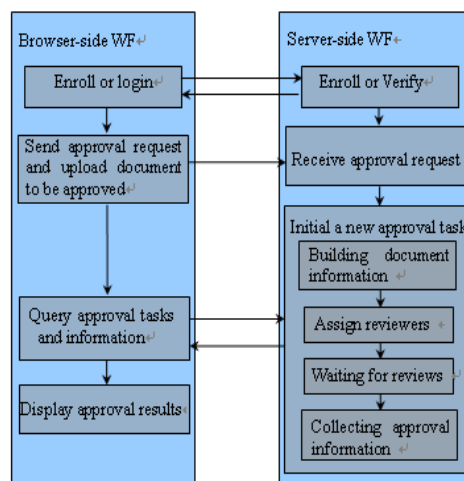 Browser-side WF
Enroll or login
Send approval request
and upload document
to be approved
Query approval tasks
and information
Display approval results
Server-side WF
Enroll or Verify
Receive approval request
Initial a new approval task
Building document
information
Assign reviewers
Waiting for reviews
Collecting approval
information